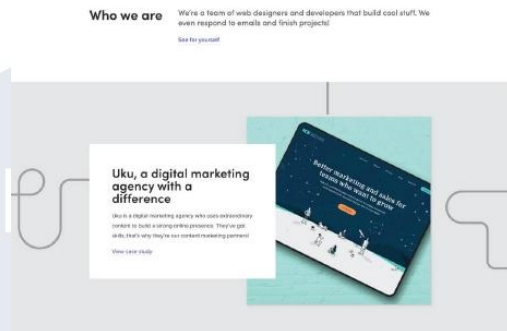 Who we are
We're a team of web designers and developers that build cool stuff. We
even respond to emails and finish projects!
See for yourself
Uku, a digital marketing
agency with a
difference
Uku is a digital marketing agency who uses extraordinary
content to build a strong online presence. They've got
skills, that's why they're our content marketing partners!
View case study
Better marketing and sales for
teams who want to grow